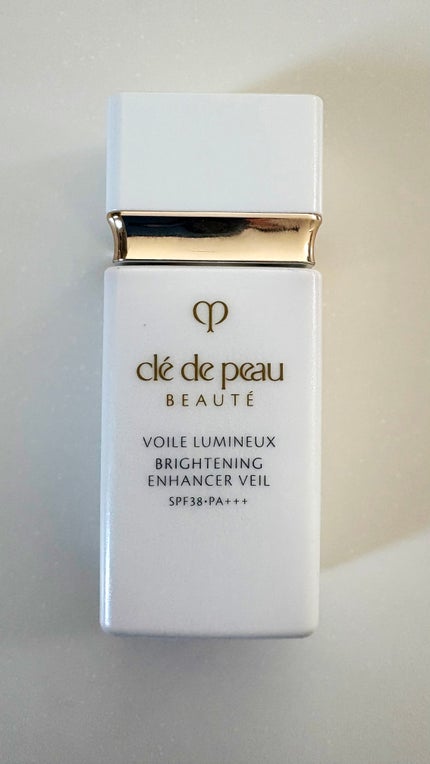 clé de peau
BEAUTÉ
VOILE LUMINEUX
BRIGHTENING
ENHANCER VEIL
SPF38•PA+++